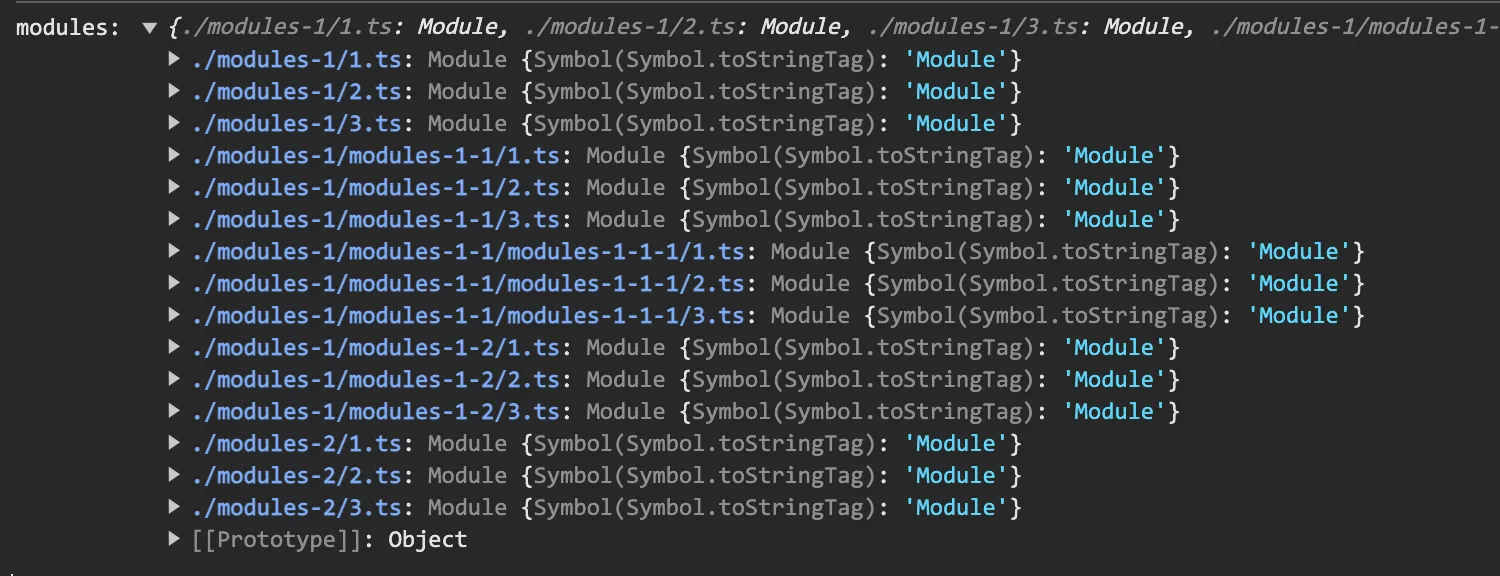 modules: ▼ {./modules-1/1.ts: Module, ./modules-1/2.ts: Module, ./modules-1/3.ts: Module, ./modules-1/modules-1-
▶ ./modules-1/1.ts: Module {Symbol(Symbol.toStringTag): 'Module'}
▶ ./modules-1/2.ts: Module {Symbol(Symbol.toStringTag): 'Module'}
▶ ./modules-1/3.ts: Module {Symbol(Symbol.toStringTag): 'Module'}
▶ ./modules-1/modules-1-1/1.ts: Module {Symbol(Symbol.toStringTag): 'Module'}
▶ ./modules-1/modules-1-1/2.ts: Module {Symbol(Symbol.toStringTag): 'Module'}
▶ ./modules-1/modules-1-1/3.ts: Module {Symbol(Symbol.toStringTag): 'Module'}
▶ ./modules-1/modules-1-1/modules-1-1-1/1.ts: Module {Symbol(Symbol.toStringTag): 'Module'}
▶ ./modules-1/modules-1-1/modules-1-1-1/2.ts: Module {Symbol(Symbol.toStringTag): 'Module'}
▶ ./modules-1/modules-1-1/modules-1-1-1/3.ts: Module {Symbol(Symbol.toStringTag): 'Module'}
▶ ./modules-1/modules-1-2/1.ts: Module {Symbol(Symbol.toStringTag): 'Module'}
▶ ./modules-1/modules-1-2/2.ts: Module {Symbol(Symbol.toStringTag): 'Module'}
▶ ./modules-1/modules-1-2/3.ts: Module {Symbol(Symbol.toStringTag): 'Module'}
▶ ./modules-2/1.ts: Module {Symbol(Symbol.toStringTag): 'Module'}
▶ ./modules-2/2.ts: Module {Symbol(Symbol.toStringTag): 'Module'}
▶ ./modules-2/3.ts: Module {Symbol(Symbol.toStringTag): 'Module'}
▶ [[Prototype]]: Object